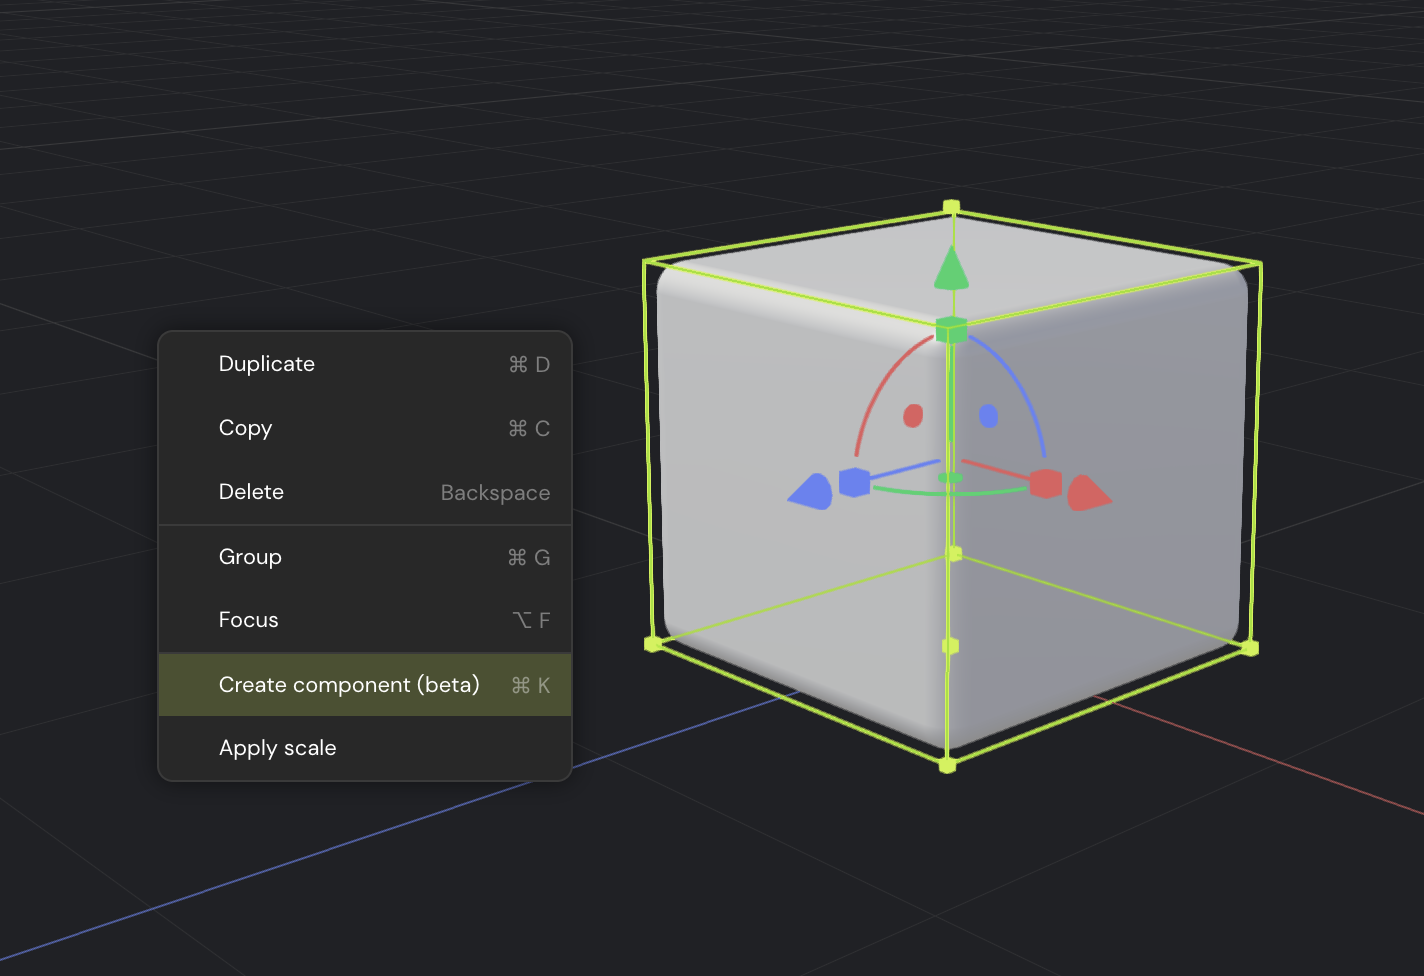 Duplicate ⌘ D
Copy ⌘ C
Delete Backspace
Group ⌘ G
Focus ⌥ F
Create component (beta) ⌘ K
Apply scale